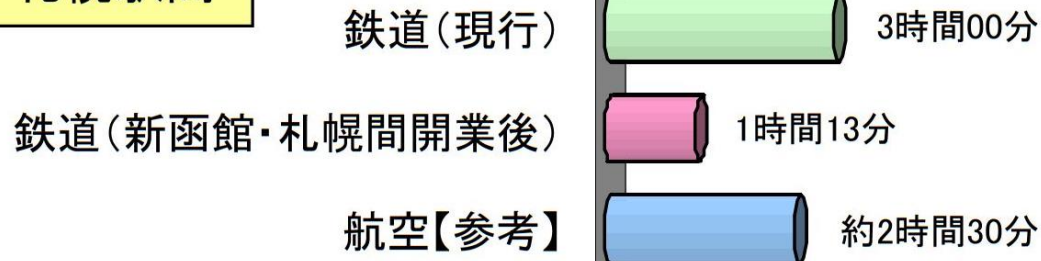 鉄道（現行）
3時間00分
鉄道（新函館・札幌間開業後）
1時間13分
航空【参考】
約2時間30分